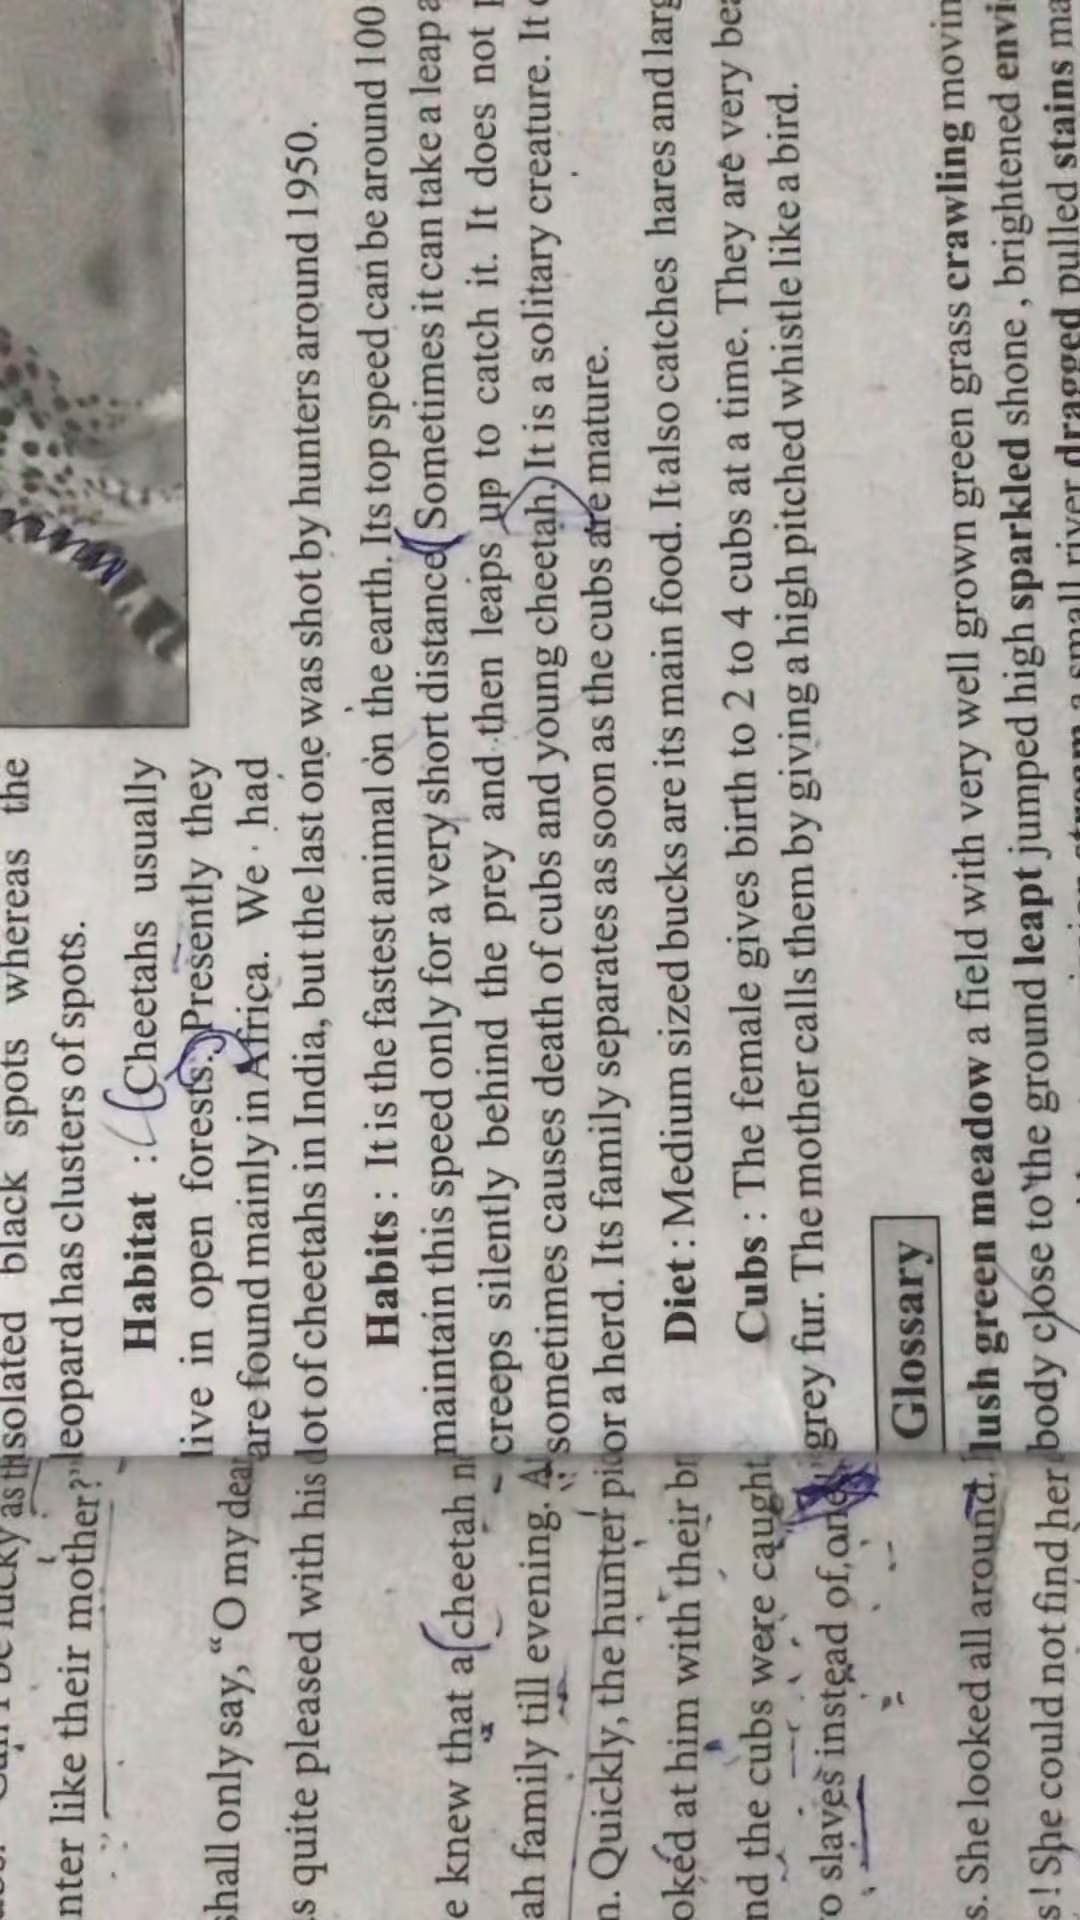 nter like their mother?"
shall only say, "O my dear
s quite pleased with his
e knew that a cheetah
ah family till evening.
n. Quickly, the hunter
oked at him with their
nd the cubs were caught
o slaves instead of one
s. She looked all around.
s! She could not find her
isolated black spots whereas the
leopard has clusters of spots.
Habitat : Cheetahs usually
live in open forests. Presently they
are found mainly in Africa. We had
lot of cheetahs in India, but the last one was shot by hunters around 1950.
Habits : It is the fastest animal on the earth. Its top speed can be around 100
maintain this speed only for a very short distance. Sometimes it can take a leap
creeps silently behind the prey and then leaps up to catch it. It does not
sometimes causes death of cubs and young cheetah. It is a solitary creature. It
or a herd. Its family separates as soon as the cubs are mature.
Diet : Medium sized bucks are its main food. It also catches hares and
Cubs : The female gives birth to 2 to 4 cubs at a time. They are very
grey fur. The mother calls them by giving a high pitched whistle like a bird.
Glossary
lush green meadow a field with very well grown green grass crawling
body close to the ground leapt jumped high sparkled shone , brightened
stream a small river dragged pulled stains